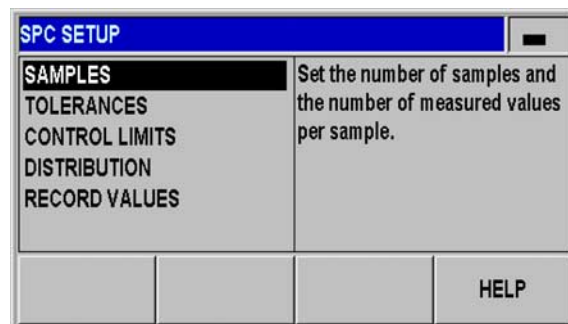 SPC SETUP
SAMPLES
TOLERANCES
CONTROL LIMITS
DISTRIBUTION
RECORD VALUES
Set the number of samples and
the number of measured values
per sample.
HELP